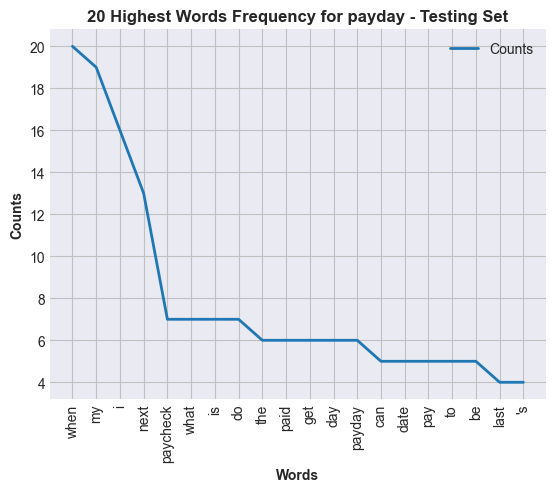 20 Highest Words Frequency for payday - Testing Set
Counts
20
18
16
14
12
10
8
6
4
Counts
when
my
i
next
paycheck
what
is
do
the
paid
get
day
payday
can
date
pay
to
be
last
's
Words